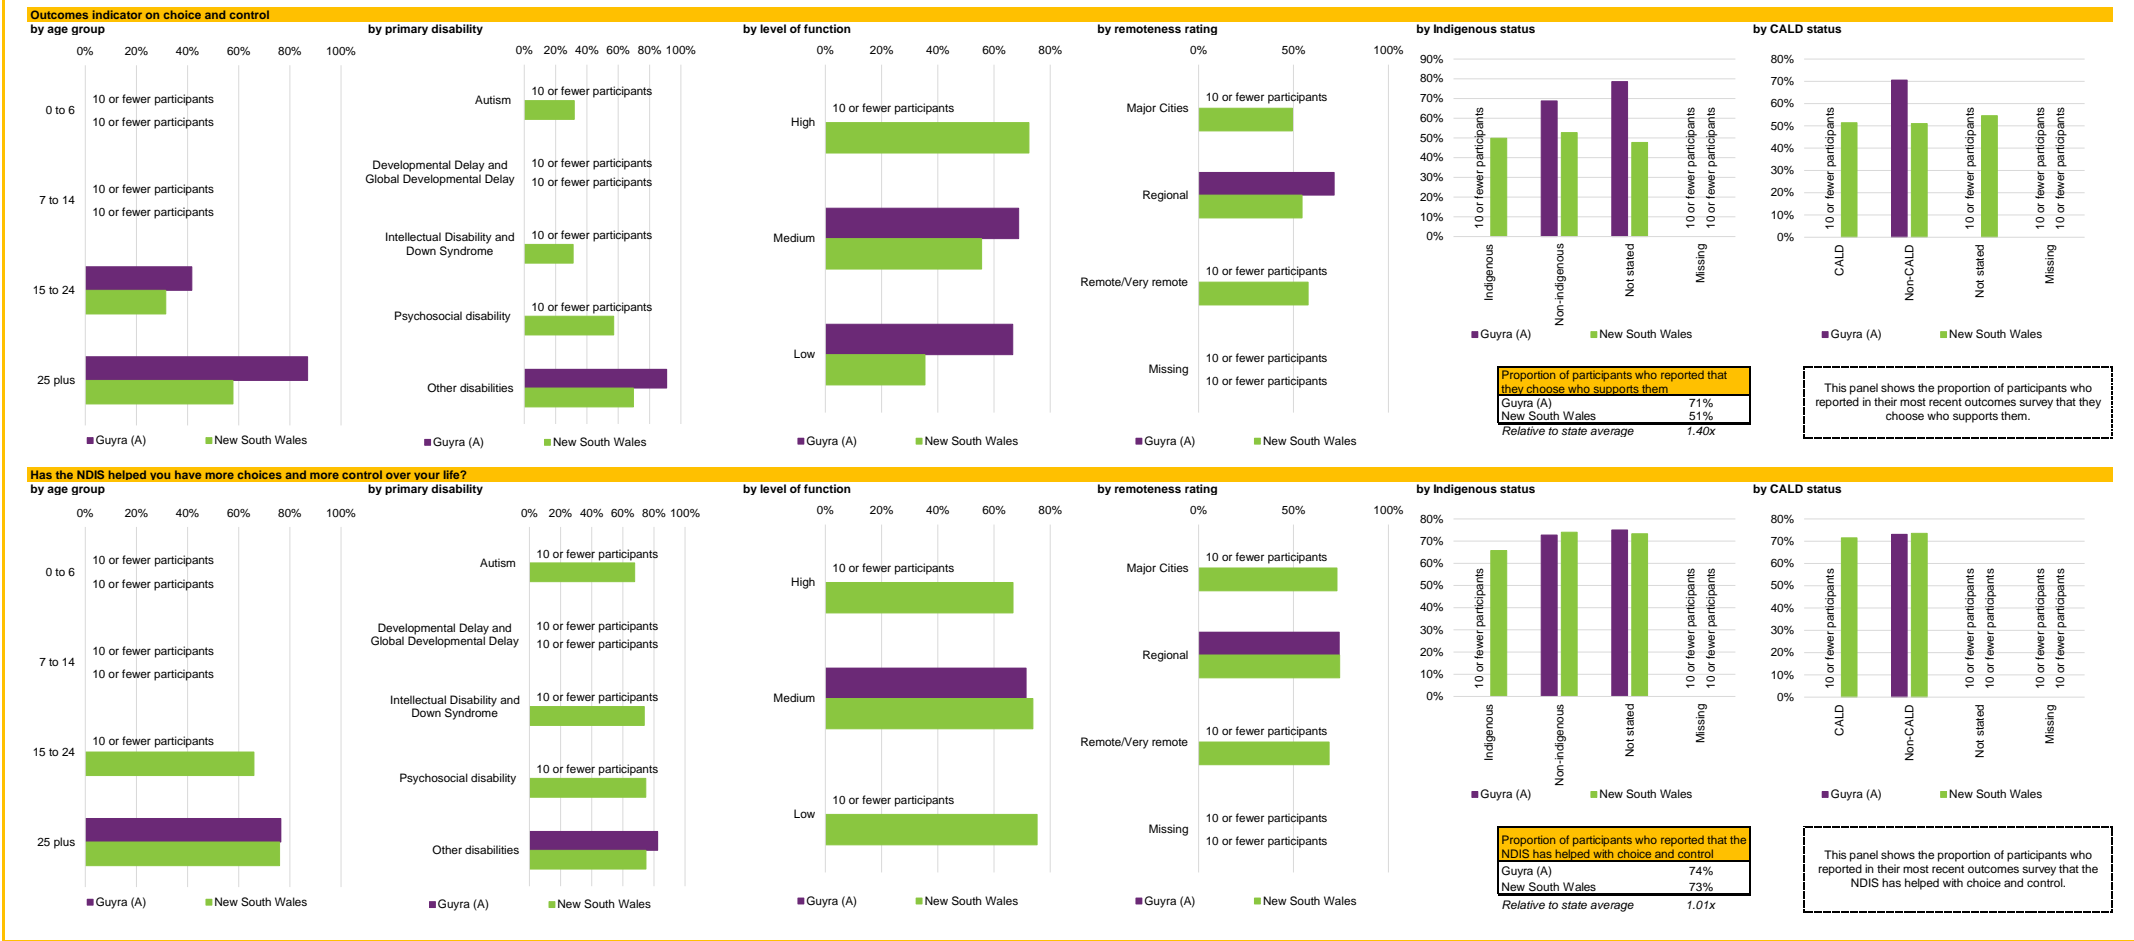 Outcomes indicator on choice and control
by age group
0% 20% 40% 60% 80% 100%
0 to 6
10 or fewer participants
10 or fewer participants
7 to 14
10 or fewer participants
10 or fewer participants
15 to 24
25 plus
Guyra (A) New South Wales
by primary disability
0% 20% 40% 60% 80% 100%
Autism
10 or fewer participants
Developmental Delay and
Global Developmental Delay
10 or fewer participants
10 or fewer participants
Intellectual Disability and
Down Syndrome
10 or fewer participants
Psychosocial disability
10 or fewer participants
Other disabilities
Guyra (A) New South Wales
by level of function
0% 20% 40% 60% 80%
High
10 or fewer participants
Medium
Low
Guyra (A) New South Wales
by remoteness rating
0% 50% 100%
Major Cities
10 or fewer participants
Regional
Remote/Very remote
10 or fewer participants
Missing
10 or fewer participants
10 or fewer participants
Guyra (A) New South Wales
by Indigenous status
90%
80%
70%
60%
50%
40%
30%
20%
10%
0%
10 or fewer participants
10 or fewer participants
10 or fewer participants
Indigenous
Non-indigenous
Not stated
Missing
Guyra (A) New South Wales
Proportion of participants who reported that
they choose who supports them
Guyra (A) 71%
New South Wales 51%
Relative to state average 1.40x
by CALD status
80%
70%
60%
50%
40%
30%
20%
10%
0%
10 or fewer participants
10 or fewer participants
10 or fewer participants
10 or fewer participants
CALD
Non-CALD
Not stated
Missing
Guyra (A) New South Wales
This panel shows the proportion of participants who
reported in their most recent outcomes survey that they
choose who supports them.
Has the NDIS helped you have more choices and more control over your life?
by age group
0% 20% 40% 60% 80% 100%
0 to 6
10 or fewer participants
10 or fewer participants
7 to 14
10 or fewer participants
10 or fewer participants
15 to 24
10 or fewer participants
25 plus
Guyra (A) New South Wales
by primary disability
0% 20% 40% 60% 80% 100%
Autism
10 or fewer participants
Developmental Delay and
Global Developmental Delay
10 or fewer participants
10 or fewer participants
Intellectual Disability and
Down Syndrome
10 or fewer participants
Psychosocial disability
10 or fewer participants
Other disabilities
Guyra (A) New South Wales
by level of function
0% 20% 40% 60% 80%
High
10 or fewer participants
Medium
Low
10 or fewer participants
Guyra (A) New South Wales
by remoteness rating
0% 50% 100%
Major Cities
10 or fewer participants
Regional
Remote/Very remote
10 or fewer participants
Missing
10 or fewer participants
10 or fewer participants
Guyra (A) New South Wales
by Indigenous status
80%
70%
60%
50%
40%
30%
20%
10%
0%
10 or fewer participants
10 or fewer participants
10 or fewer participants
Indigenous
Non-indigenous
Not stated
Missing
Guyra (A) New South Wales
Proportion of participants who reported that the
NDIS has helped with choice and control
Guyra (A) 74%
New South Wales 73%
Relative to state average 1.01x
by CALD status
80%
70%
60%
50%
40%
30%
20%
10%
0%
10 or fewer participants
10 or fewer participants
10 or fewer participants
10 or fewer participants
10 or fewer participants
CALD
Non-CALD
Not stated
Missing
Guyra (A) New South Wales
This panel shows the proportion of participants who
reported in their most recent outcomes survey that the
NDIS has helped with choice and control.